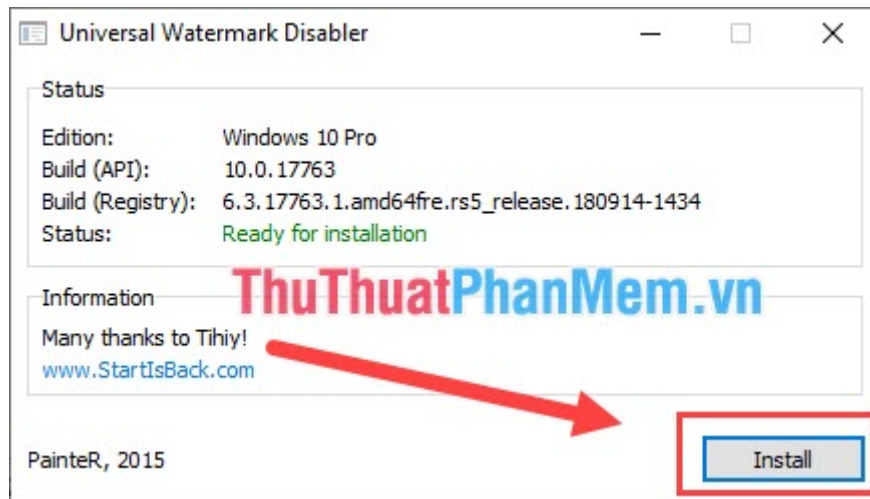 Universal Watermark Disabler
Status
Edition: Windows 10 Pro
Build (API): 10.0.17763
Build (Registry): 6.3.17763.1.amd64fre.rs5_release.180914-1434
Status: Ready for installation
ThuThuatPhanMem.vn
Information
Many thanks to Tihiy!
www.StartIsBack.com
PainteR, 2015
Install